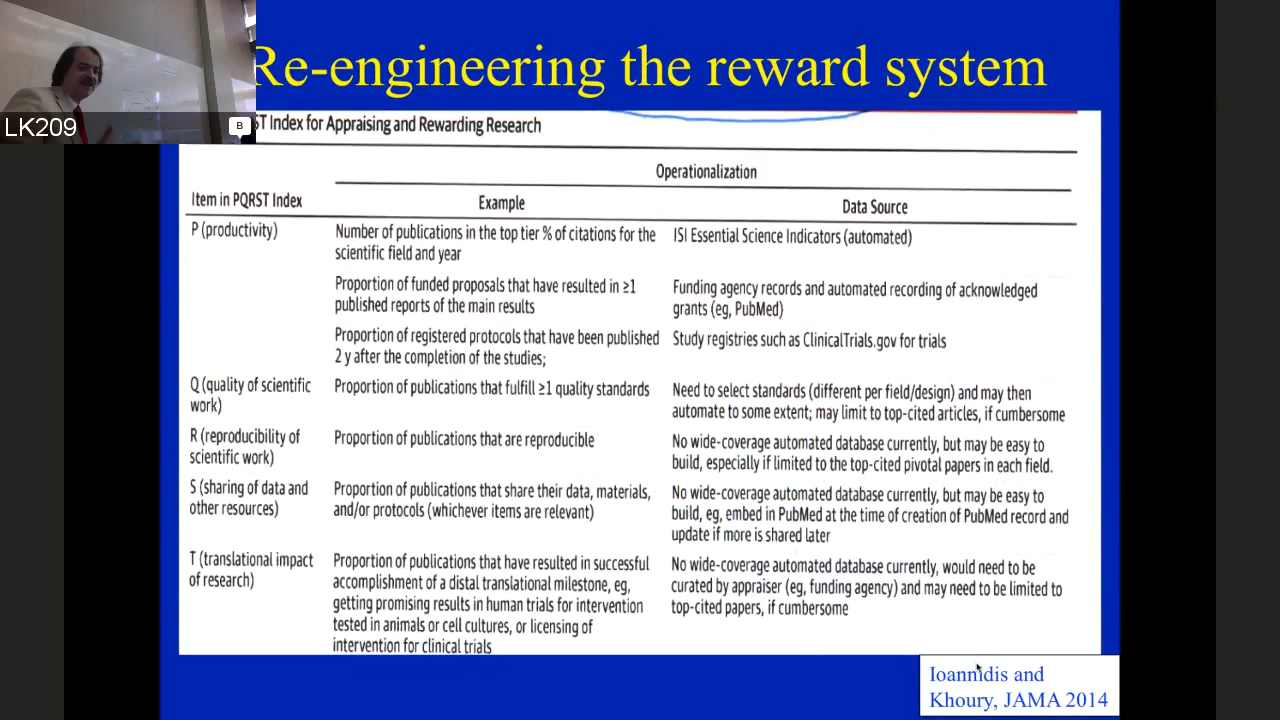 Re-engineering the reward system
LK209
B
ST Index for Appraising and Rewarding Research
Operationalization
Item in PQRST Index
Example
Data Source
P (productivity)
Number of publications in the top tier % of citations for the
scientific field and year
ISI Essential Science Indicators (automated)
Proportion of funded proposals that have resulted in ≥1
published reports of the main results
Funding agency records and automated recording of acknowledged
grants (eg, PubMed)
Proportion of registered protocols that have been published
2 y after the completion of the studies;
Study registries such as ClinicalTrials.gov for trials
Q (quality of scientific
work)
Proportion of publications that fulfill ≥1 quality standards
Need to select standards (different per field/design) and may then
automate to some extent; may limit to top-cited articles, if cumbersome
R (reproducibility of
scientific work)
Proportion of publications that are reproducible
No wide-coverage automated database currently, but may be easy to
build, especially if limited to the top-cited pivotal papers in each field.
S (sharing of data and
other resources)
Proportion of publications that share their data, materials,
and/or protocols (whichever items are relevant)
No wide-coverage automated database currently, but may be easy to
build, eg, embed in PubMed at the time of creation of PubMed record and
update if more is shared later
T (translational impact
of research)
Proportion of publications that have resulted in successful
accomplishment of a distal translational milestone, eg,
getting promising results in human trials for intervention
tested in animals or cell cultures, or licensing of
intervention for clinical trials
No wide-coverage automated database currently, would need to be
curated by appraiser (eg, funding agency) and may need to be limited to
top-cited papers, if cumbersome
Ioannidis and
Khoury, JAMA 2014